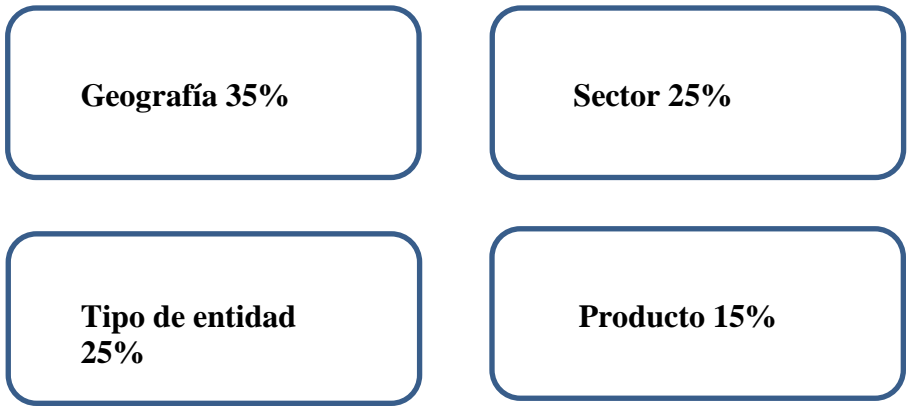 Geografía 35%
Sector 25%
Tipo de entidad
25%
Producto 15%